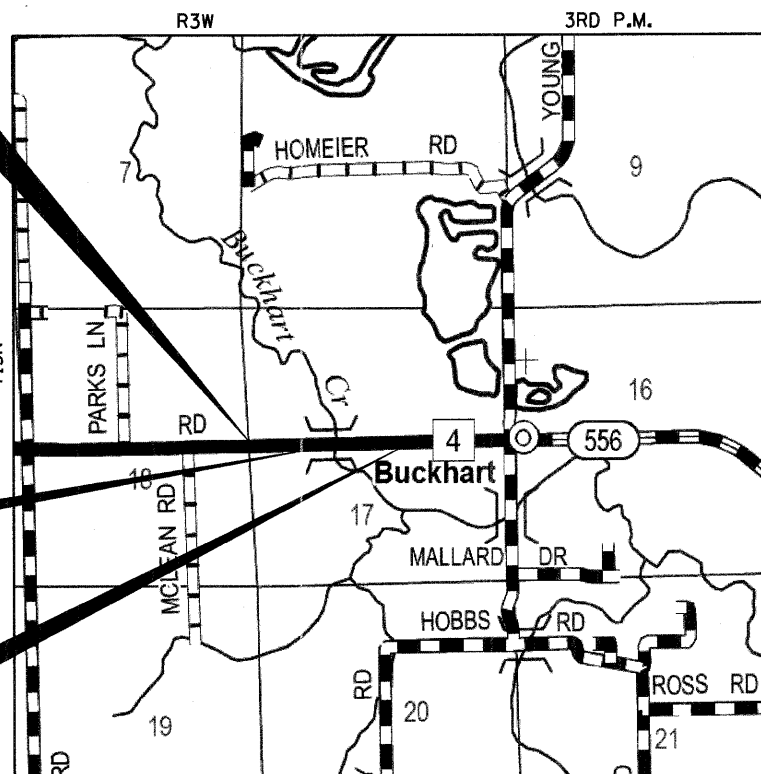 R3W
3RD P.M.
YOUNG
HOMEIER RD
7
9
Buckhart
Cr
PARKS LN
16
RD
4
556
Buckhart
18
MCLEAN RD
17
MALLARD DR
HOBBS RD
RD
ROSS RD
20
19
21
RD